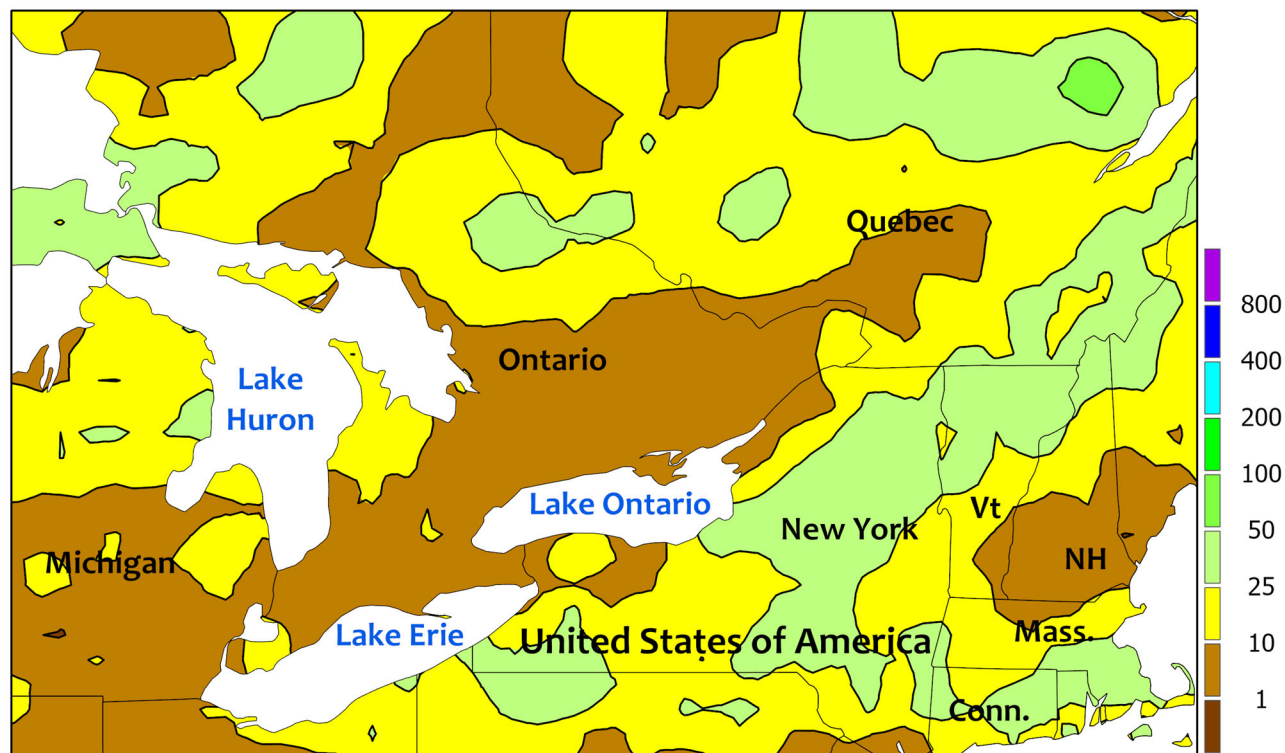 Quebec
Ontario
Lake
Huron
Lake Ontario
New York
Vt
Michigan
NH
Lake Erie
United States of America
Mass.
Conn.
800
400
200
100
50
25
10
1